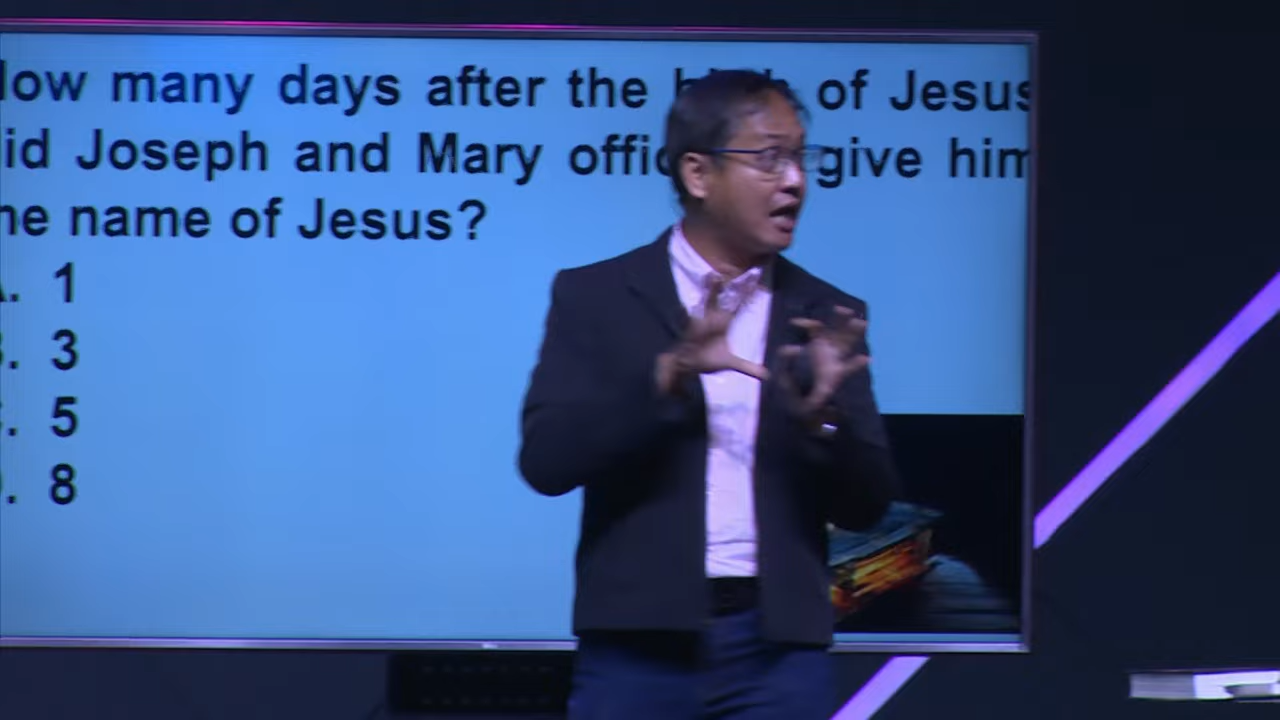 low many days after the of Jesus
id Joseph and Mary offic give him
he name of Jesus?
. 1
. 3
. 5
. 8